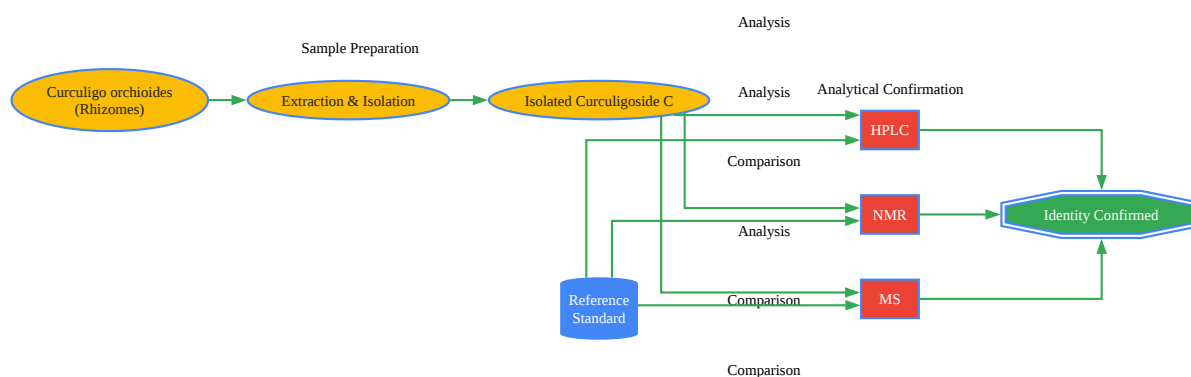 Analysis
Sample Preparation
Analytical Confirmation
Curculigo orchioides
(Rhizomes)
Extraction & Isolation
Isolated Curculigoside C
Analysis
HPLC
Comparison
NMR
Identity Confirmed
Analysis
Reference
Standard
Comparison
MS
Comparison